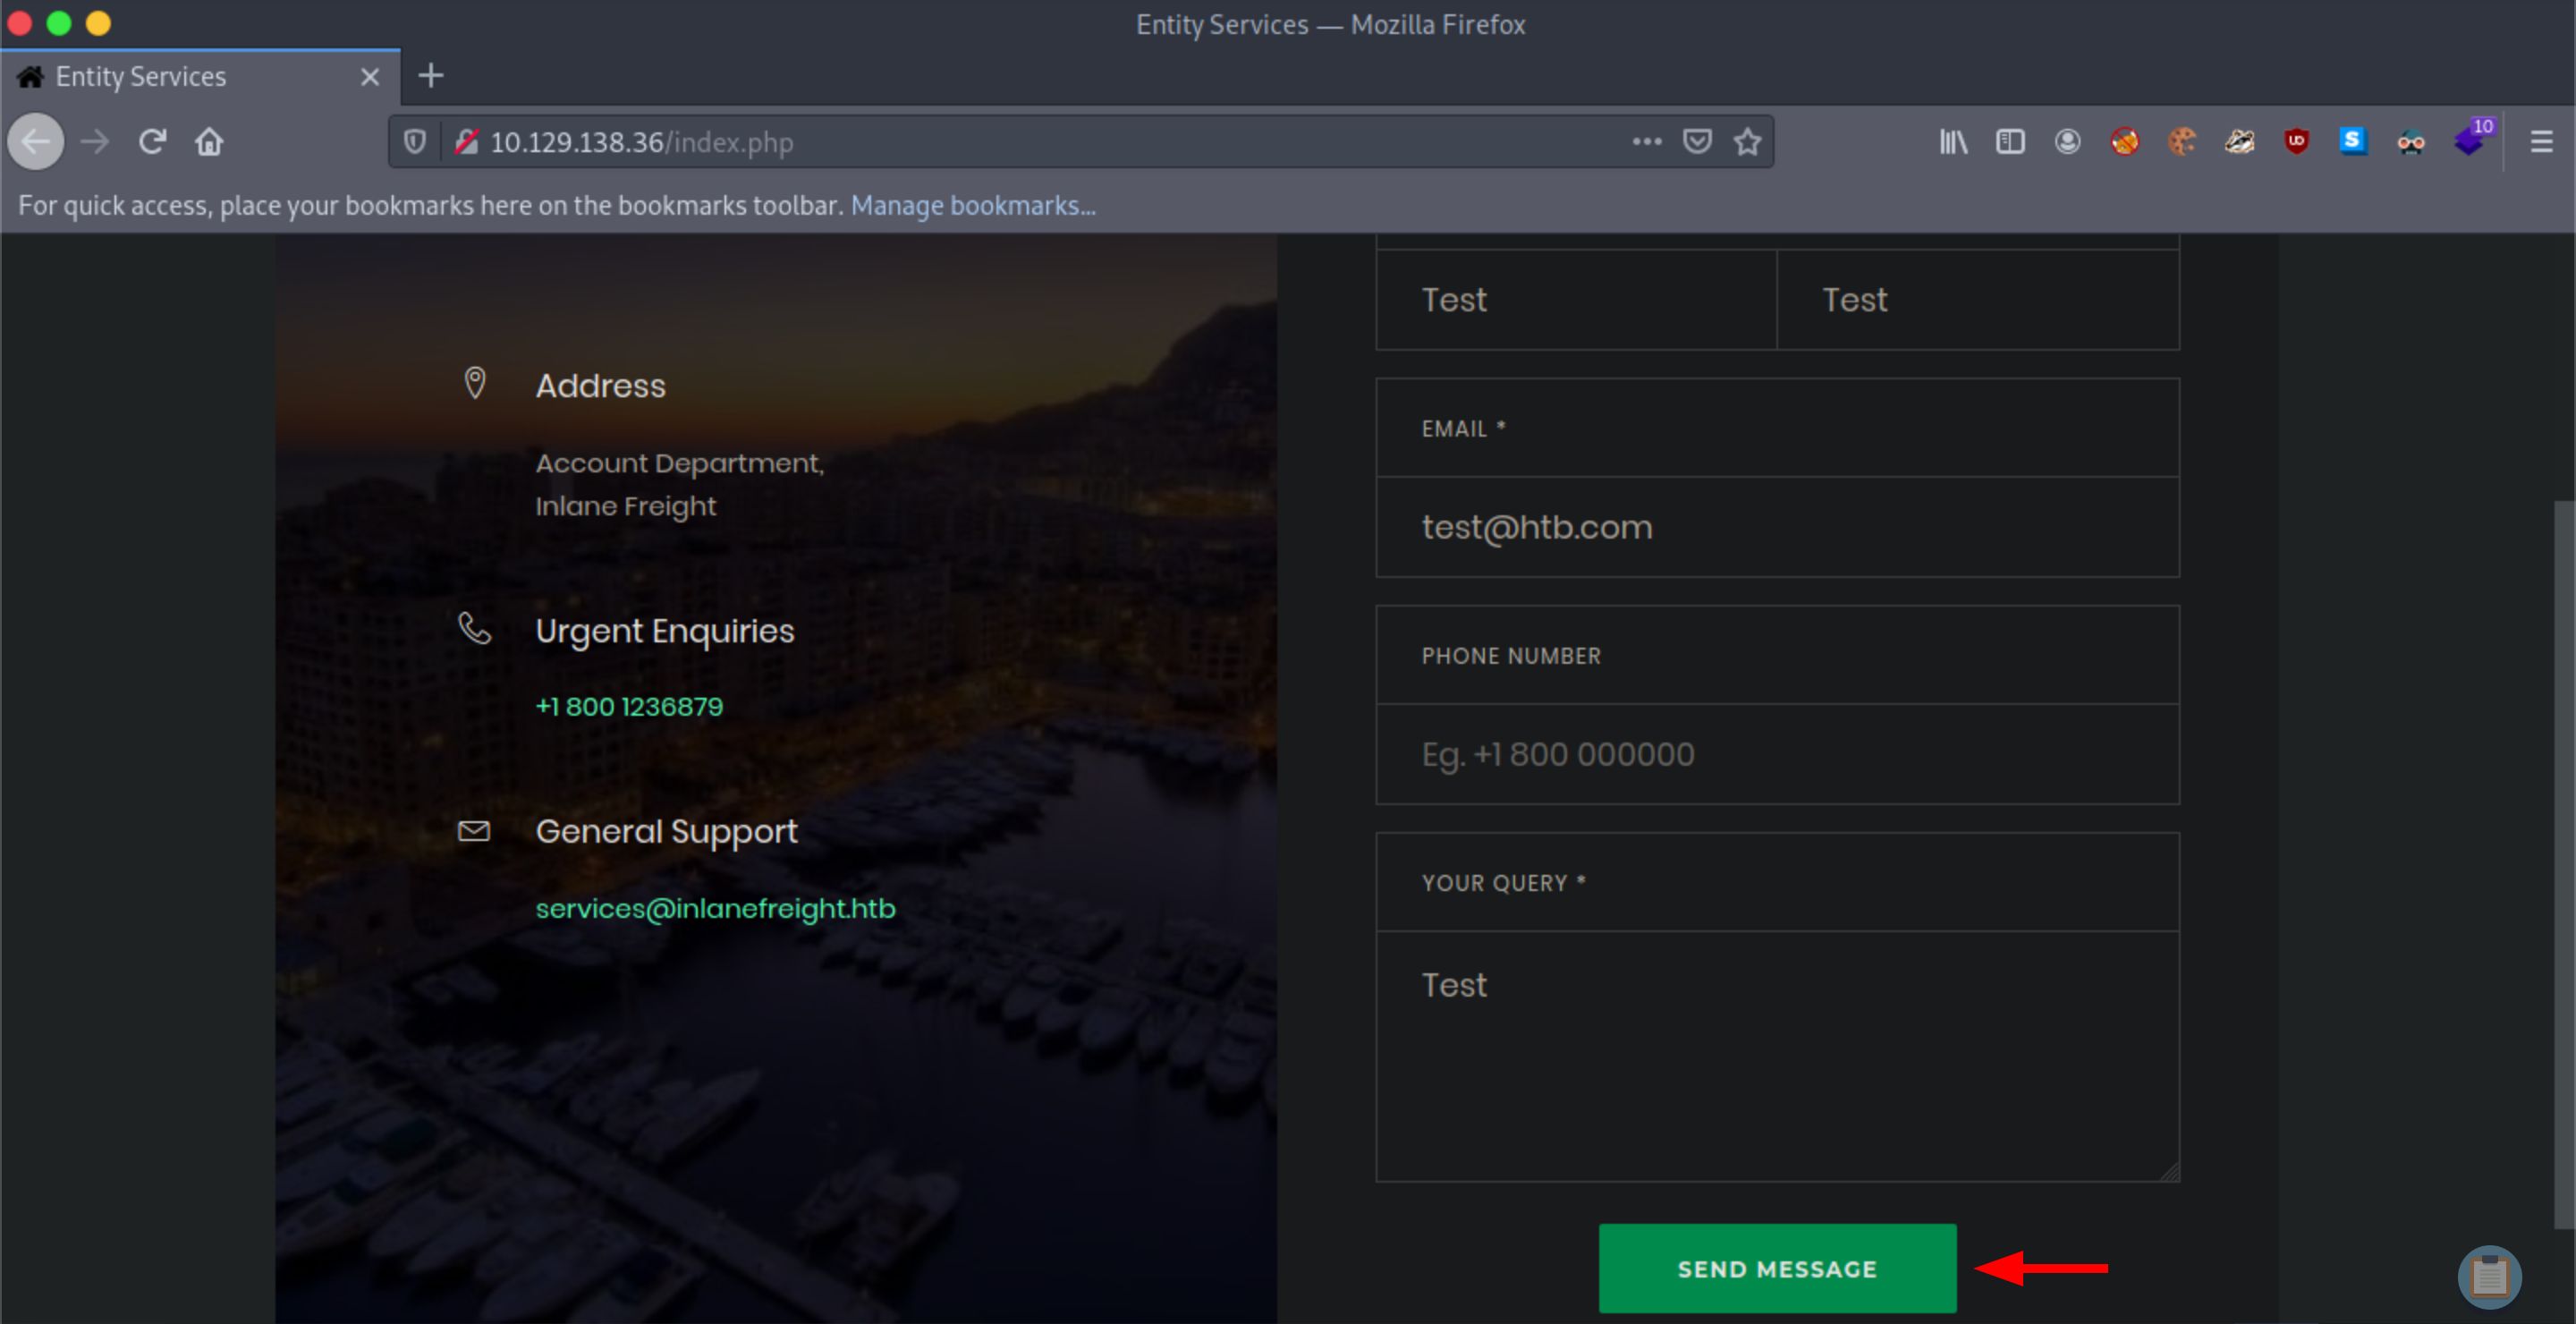 Entity Services — Mozilla Firefox
Entity Services
10.129.138.36/index.php
10
For quick access, place your bookmarks here on the bookmarks toolbar. Manage bookmarks...
Address
Account Department,
Inlane Freight
Urgent Enquiries
+1 800 1236879
General Support
services@inlanefreight.htb
Test Test
EMAIL *
test@htb.com
PHONE NUMBER
Eg. +1 800 000000
YOUR QUERY *
Test
SEND MESSAGE